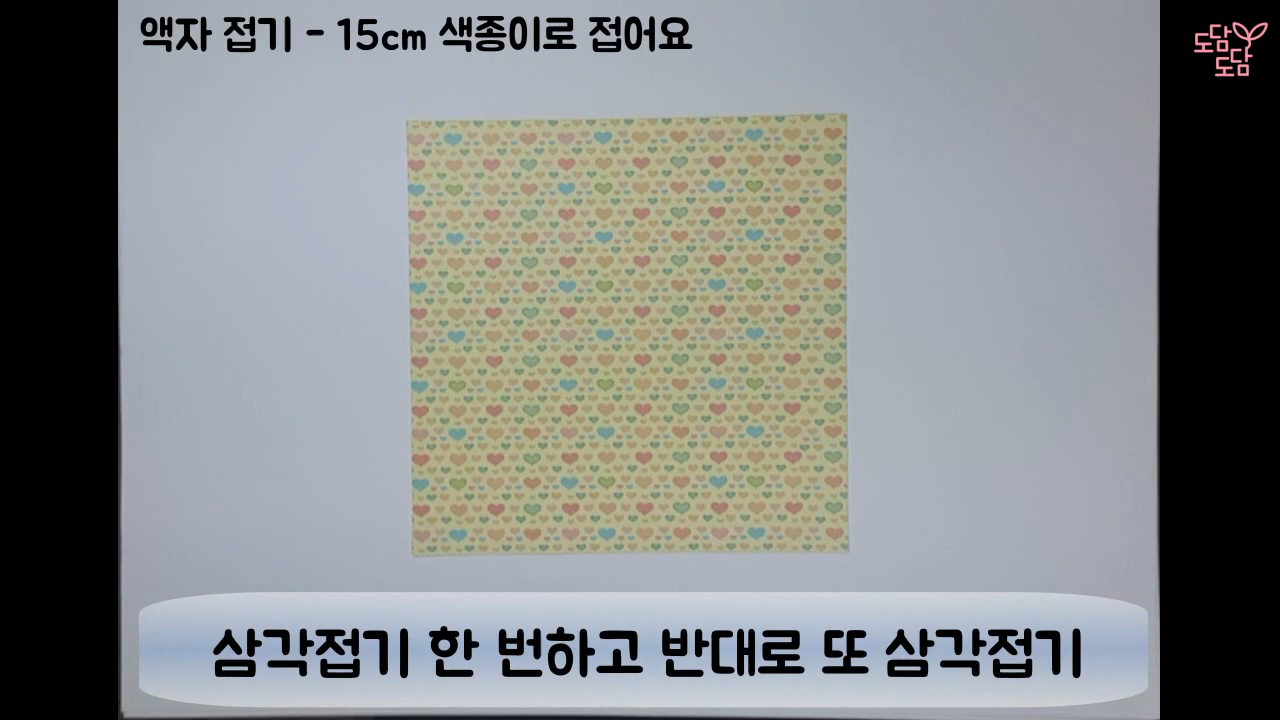 액자 접기 - 15cm 색종이로 접어요
도담
도담
삼각접기 한 번하고 반대로 또 삼각접기